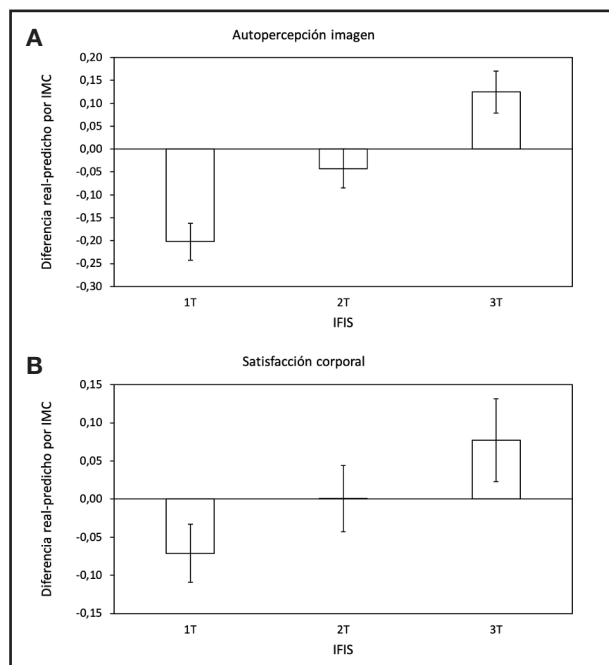 A
Autopercepción imagen
Diferencia real-predicho por IMC
0,20
0,15
0,10
0,05
0,00
-0,05
-0,10
-0,15
-0,20
-0,25
-0,30
1T 2T 3T
IFIS
B
Satisfacción corporal
Diferencia real-predicho por IMC
0,15
0,10
0,05
0,00
-0,05
-0,10
-0,15
1T 2T 3T
IFIS